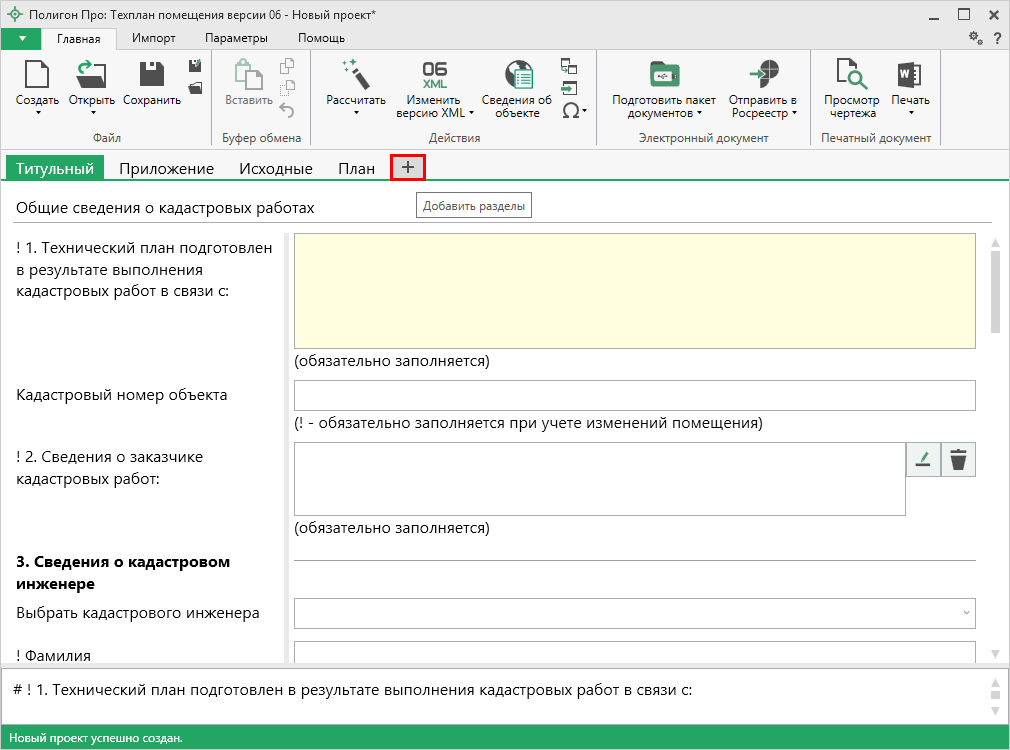 Полигон Про: Техплан помещения версии 06 - Новый проект*
Главная Импорт Параметры Помощь
?
Создать Открыть Сохранить Вставить Рассчитать 06 XML Изменить версию XML Сведения об объекте Ω Подготовить пакет документов Отправить в Росреестр Просмотр чертежа W Печать
Файл Буфер обмена Действия Электронный документ Печатный документ
Титульный Приложение Исходные План +
Добавить разделы
Общие сведения о кадастровых работах
! 1. Технический план подготовлен
в результате выполнения
кадастровых работ в связи с:
(обязательно заполняется)
Кадастровый номер объекта
(! - обязательно заполняется при учете изменений помещения)
! 2. Сведения о заказчике
кадастровых работ:
(обязательно заполняется)
3. Сведения о кадастровом
инженере
Выбрать кадастрового инженера
! Фамилия
# ! 1. Технический план подготовлен в результате выполнения кадастровых работ в связи с:
Новый проект успешно создан.